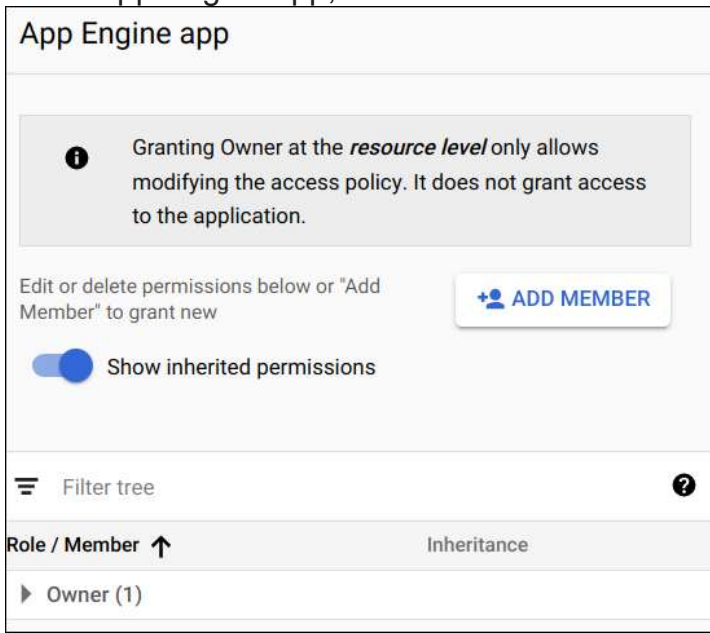 App Engine app
Granting Owner at the resource level only allows
modifying the access policy. It does not grant access
to the application.
Edit or delete permissions below or "Add
Member" to grant new
ADD MEMBER
Show inherited permissions
Filter tree
Role / Member
Inheritance
Owner (1)